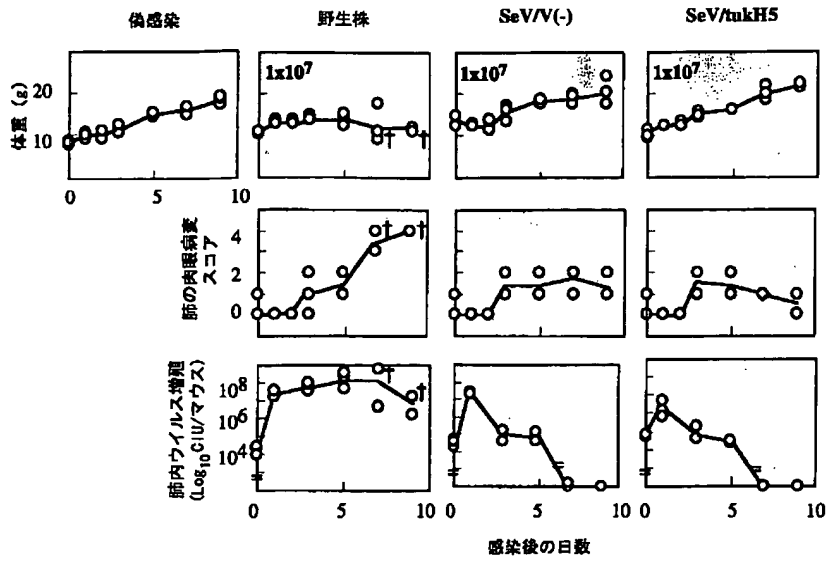 偽感染 野生株 SeV/V(-) SeV/tukH5
体重 (g)
20
10
1x10⁷ 1x10⁷ 1x10⁷
† †
0 5 10
肺の肉眼病変
スコア
4
2
0
† †
肺内ウイルス増殖
(Log₁₀CIU/マウス)
10⁸
10⁶
10⁴
† †
0 5 10 0 5 10 0 5 10
感染後の日数